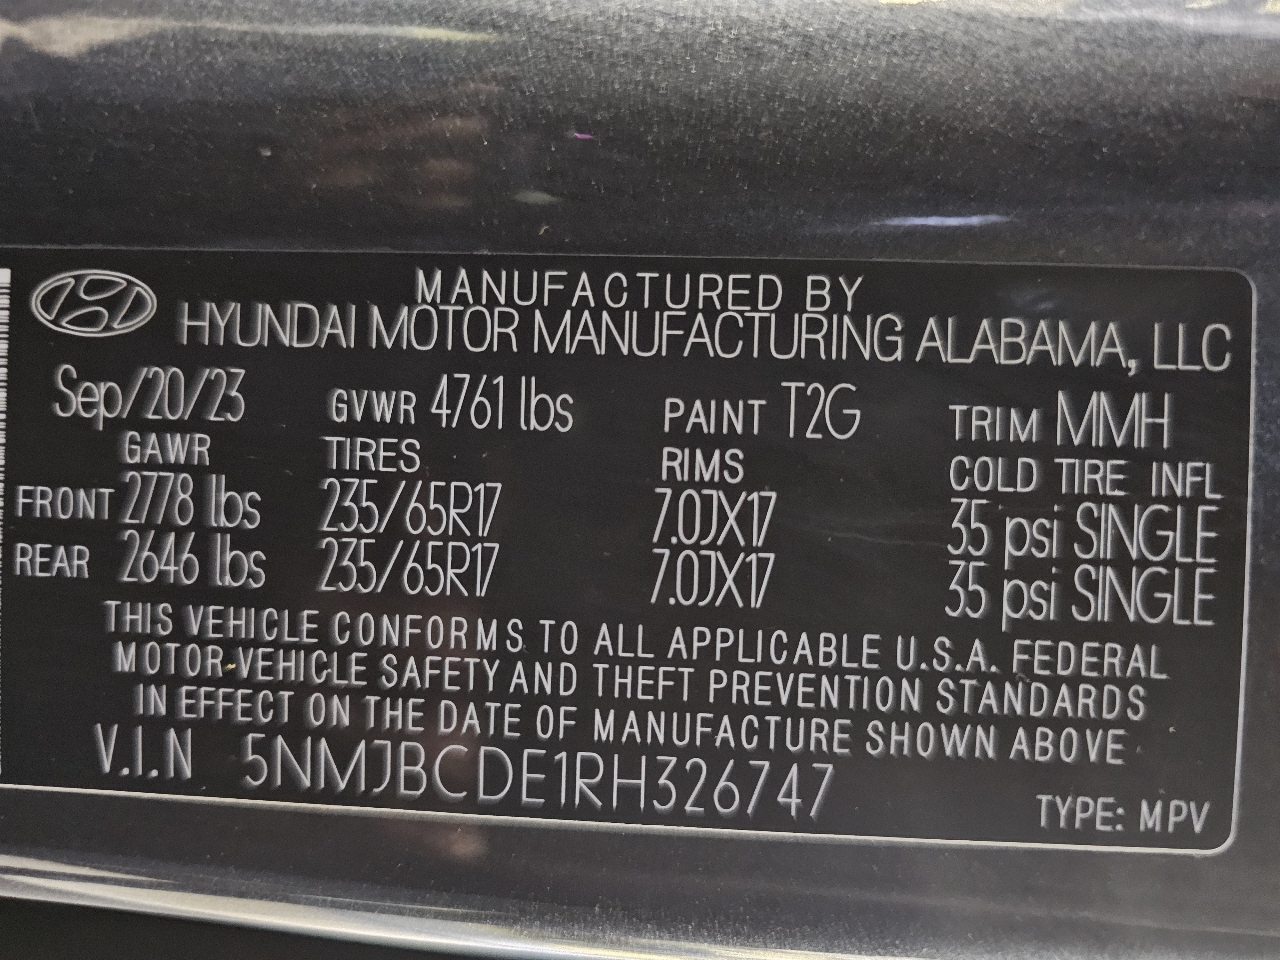 MANUFACTURED BY
HYUNDAI MOTOR MANUFACTURING ALABAMA, LLC
Sep/20/23 GVWR 4761 lbs PAINT T2G TRIM MMH
GAWR TIRES RIMS COLD TIRE INFL
FRONT 2778 lbs 235/65R17 7.0JX17 35 psi SINGLE
REAR 2646 lbs 235/65R17 7.0JX17 35 psi SINGLE
THIS VEHICLE CONFORMS TO ALL APPLICABLE U.S.A. FEDERAL
MOTOR-VEHICLE SAFETY AND THEFT PREVENTION STANDARDS
IN EFFECT ON THE DATE OF MANUFACTURE SHOWN ABOVE
V.I.N 5NMJBCDE1RH326747
TYPE: MPV